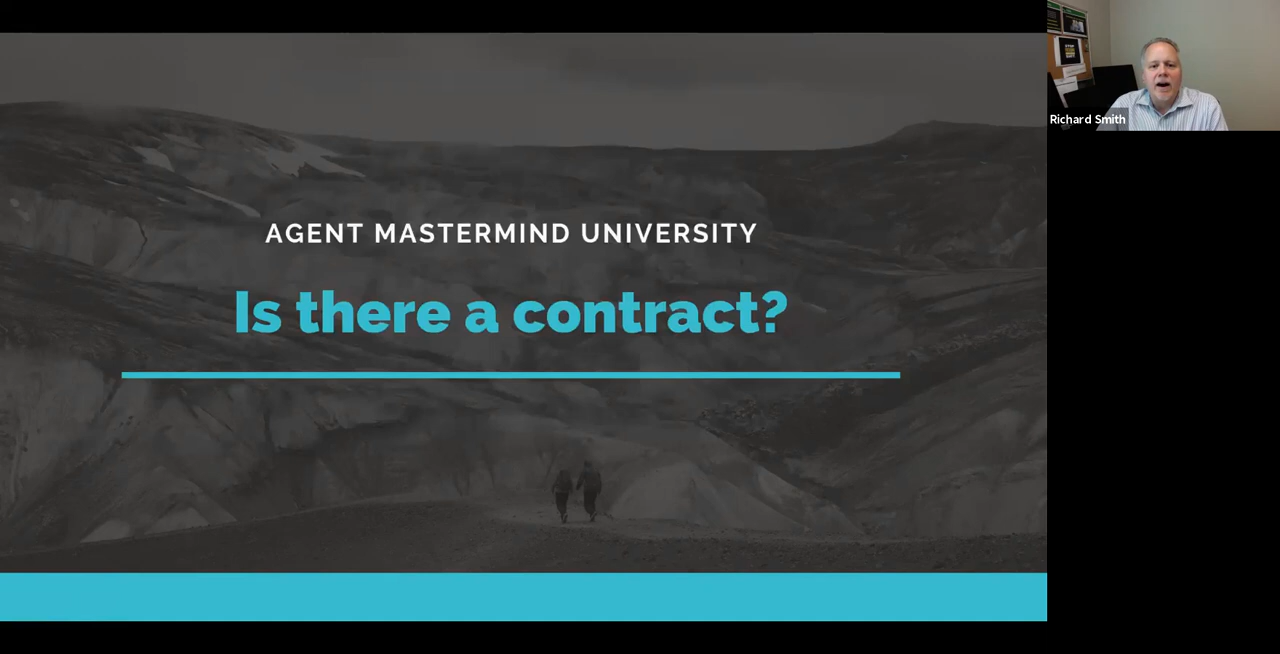 AGENT MASTERMIND UNIVERSITY
Is there a contract?
Richard Smith